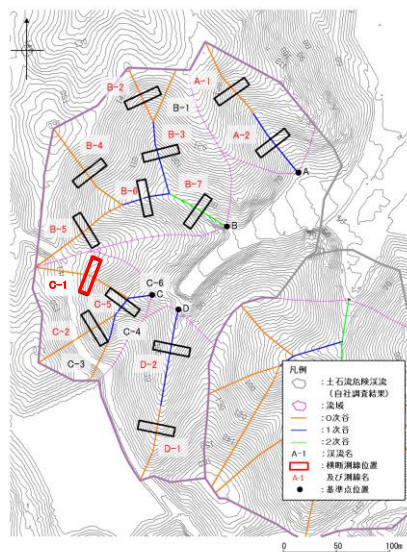 A-1
B-2
B-1
B-4
B-3
A-2
B-6
B-7
A
B-5
B
C-1
C-6
C
C-5
D
C-2
C-4
C-3
D-2
D-1
凡例
：土石流危険渓流
（自社調査結果）
：流域
：0次谷
：1次谷
：2次谷
A-1 ：渓流名
：横断測線位置
A-1 及び測線名
：基準点位置
0 50 100m